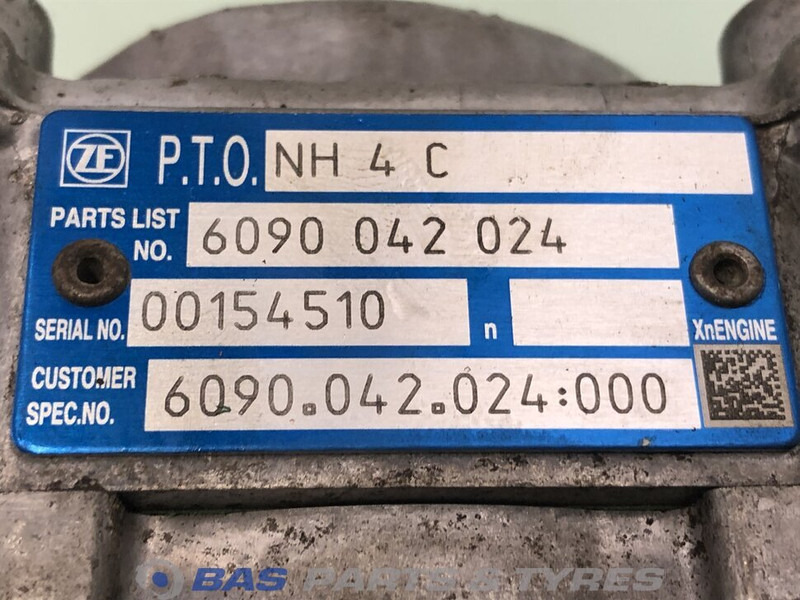 ZF P.T.O. NH 4 C
PARTS LIST NO. 6090 042 024
SERIAL NO. 00154510 n XnENGINE
CUSTOMER SPEC.NO. 6090.042.024:000
BAS PARTS & TYRES